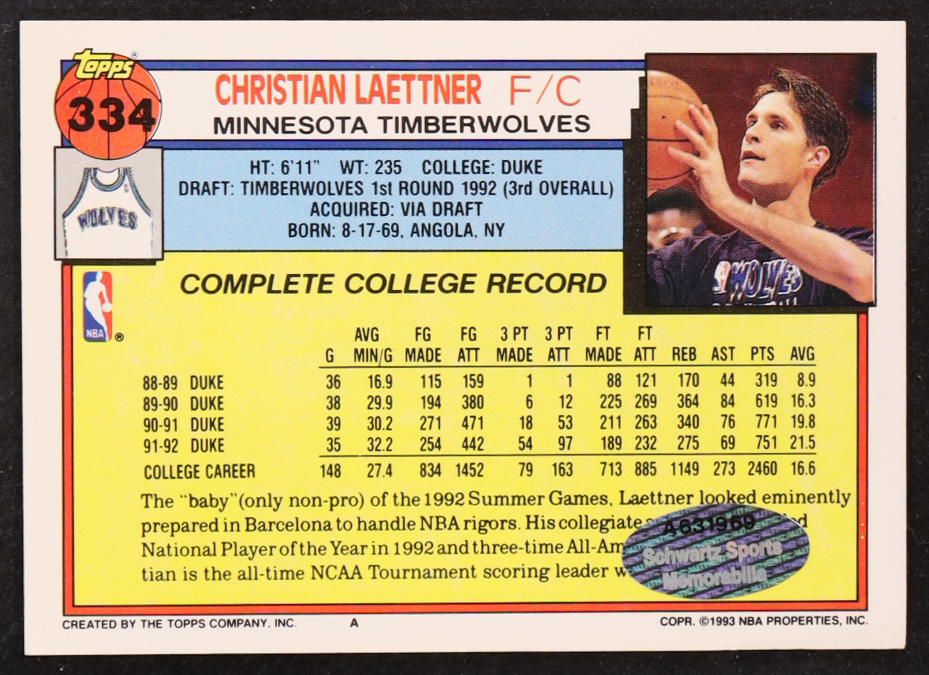 Topps
334
CHRISTIAN LAETTNER F/C
MINNESOTA TIMBERWOLVES
HT: 6'11" WT: 235 COLLEGE: DUKE
DRAFT: TIMBERWOLVES 1st ROUND 1992 (3rd OVERALL)
ACQUIRED: VIA DRAFT
BORN: 8-17-69, ANGOLA, NY
WOLVES
WOLVES
COMPLETE COLLEGE RECORD
NBA ®
AVG FG FG 3 PT 3 PT FT FT
G MIN/G MADE ATT MADE ATT MADE ATT REB AST PTS AVG
88-89 DUKE 36 16.9 115 159 1 1 88 121 170 44 319 8.9
89-90 DUKE 38 29.9 194 380 6 12 225 269 364 84 619 16.3
90-91 DUKE 39 30.2 271 471 18 53 211 263 340 76 771 19.8
91-92 DUKE 35 32.2 254 442 54 97 189 232 275 69 751 21.5
COLLEGE CAREER 148 27.4 834 1452 79 163 713 885 1149 273 2460 16.6
The "baby" (only non-pro) of the 1992 Summer Games, Laettner looked eminently
prepared in Barcelona to handle NBA rigors. His collegiate
National Player of the Year in 1992 and three-time All-Am
tian is the all-time NCAA Tournament scoring leader w
A631969
Schwartz Sports
Memorabilia
CREATED BY THE TOPPS COMPANY, INC. A COPR. ©1993 NBA PROPERTIES, INC.